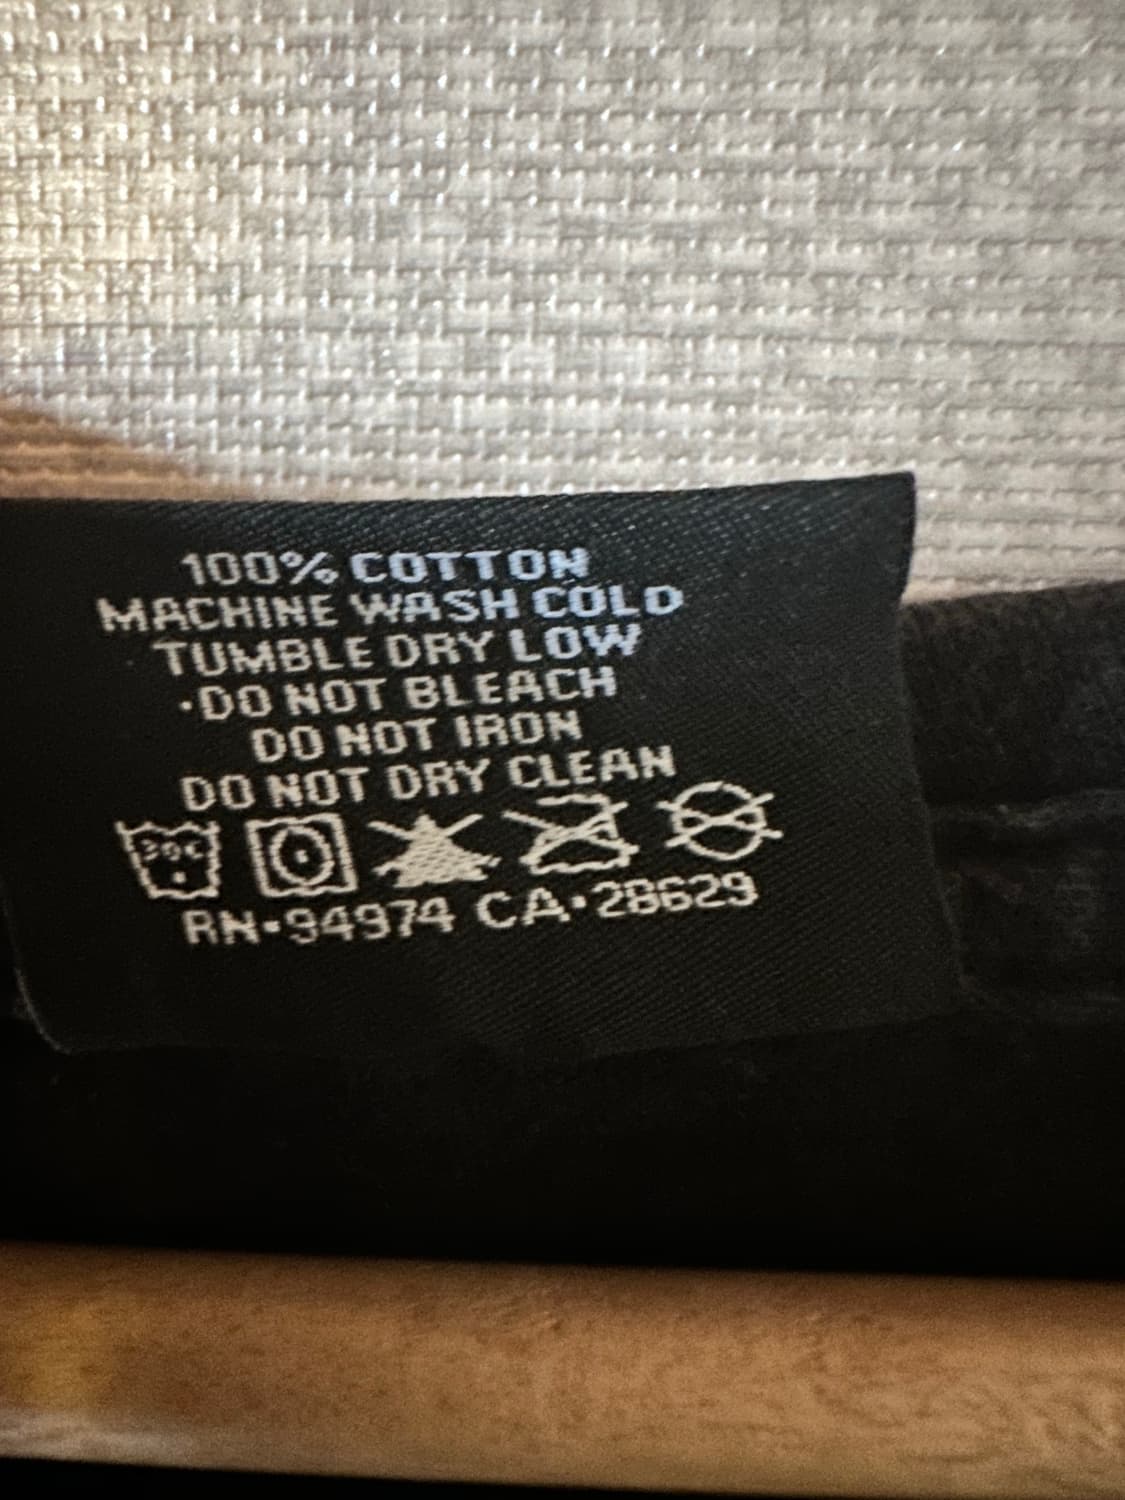 100% COTTON
MACHINE WASH COLD
TUMBLE DRY LOW
·DO NOT BLEACH
DO NOT IRON
DO NOT DRY CLEAN
30C
RN·94974 CA·28629